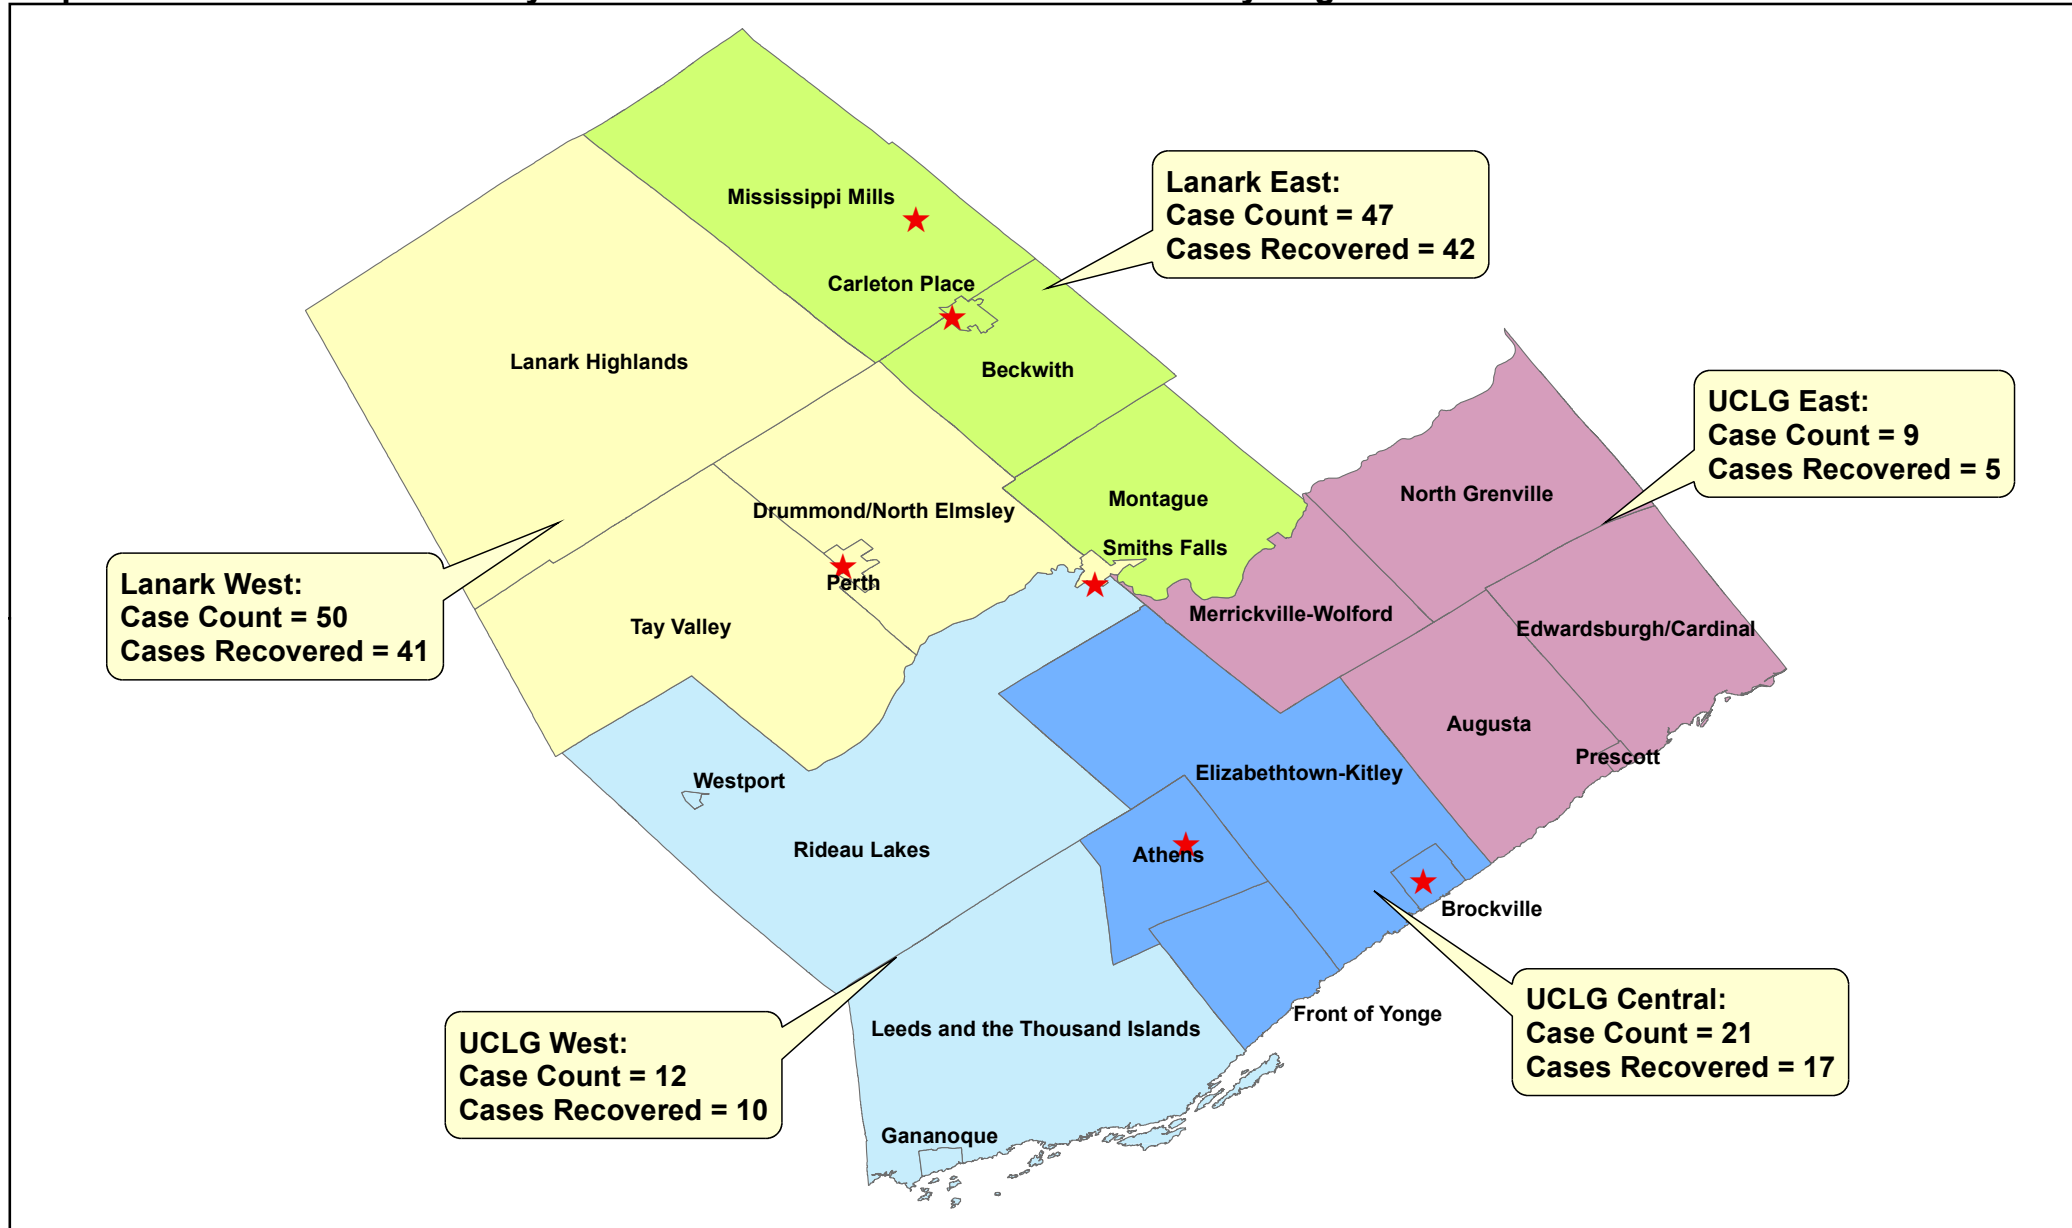 Mississippi Mills
Lanark East:
Case Count = 47
Cases Recovered = 42
Carleton Place
Lanark Highlands
Beckwith
UCLG East:
Case Count = 9
Cases Recovered = 5
North Grenville
Montague
Drummond/North Elmsley
Smiths Falls
Lanark West:
Case Count = 50
Cases Recovered = 41
Perth
Merrickville-Wolford
Tay Valley
Edwardsburgh/Cardinal
Augusta
Prescott
Elizabethtown-Kitley
Westport
Rideau Lakes
Athens
Brockville
UCLG Central:
Case Count = 21
Cases Recovered = 17
Front of Yonge
Leeds and the Thousand Islands
UCLG West:
Case Count = 12
Cases Recovered = 10
Gananoque